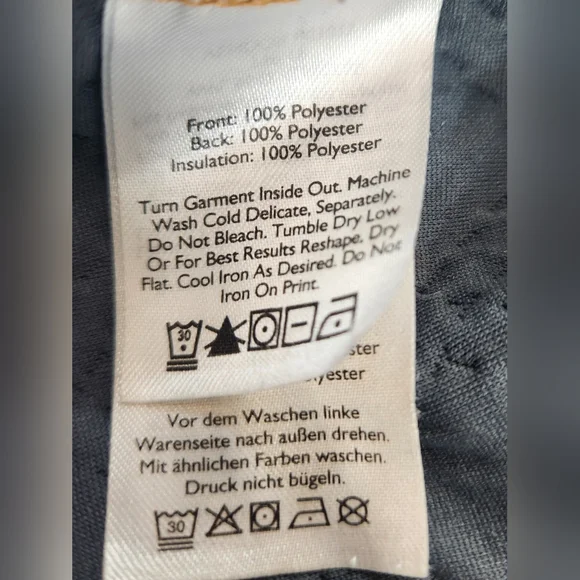 Front: 100% Polyester
Back: 100% Polyester
Insulation: 100% Polyester
Turn Garment Inside Out. Machine
Wash Cold Delicate, Separately.
Do Not Bleach. Tumble Dry Low
Or For Best Results Reshape. Dry
Flat. Cool Iron As Desired. Do Not
Iron On Print.
30
Vor dem Waschen linke
Warenseite nach außen drehen.
Mit ähnlichen Farben waschen.
Druck nicht bügeln.
30